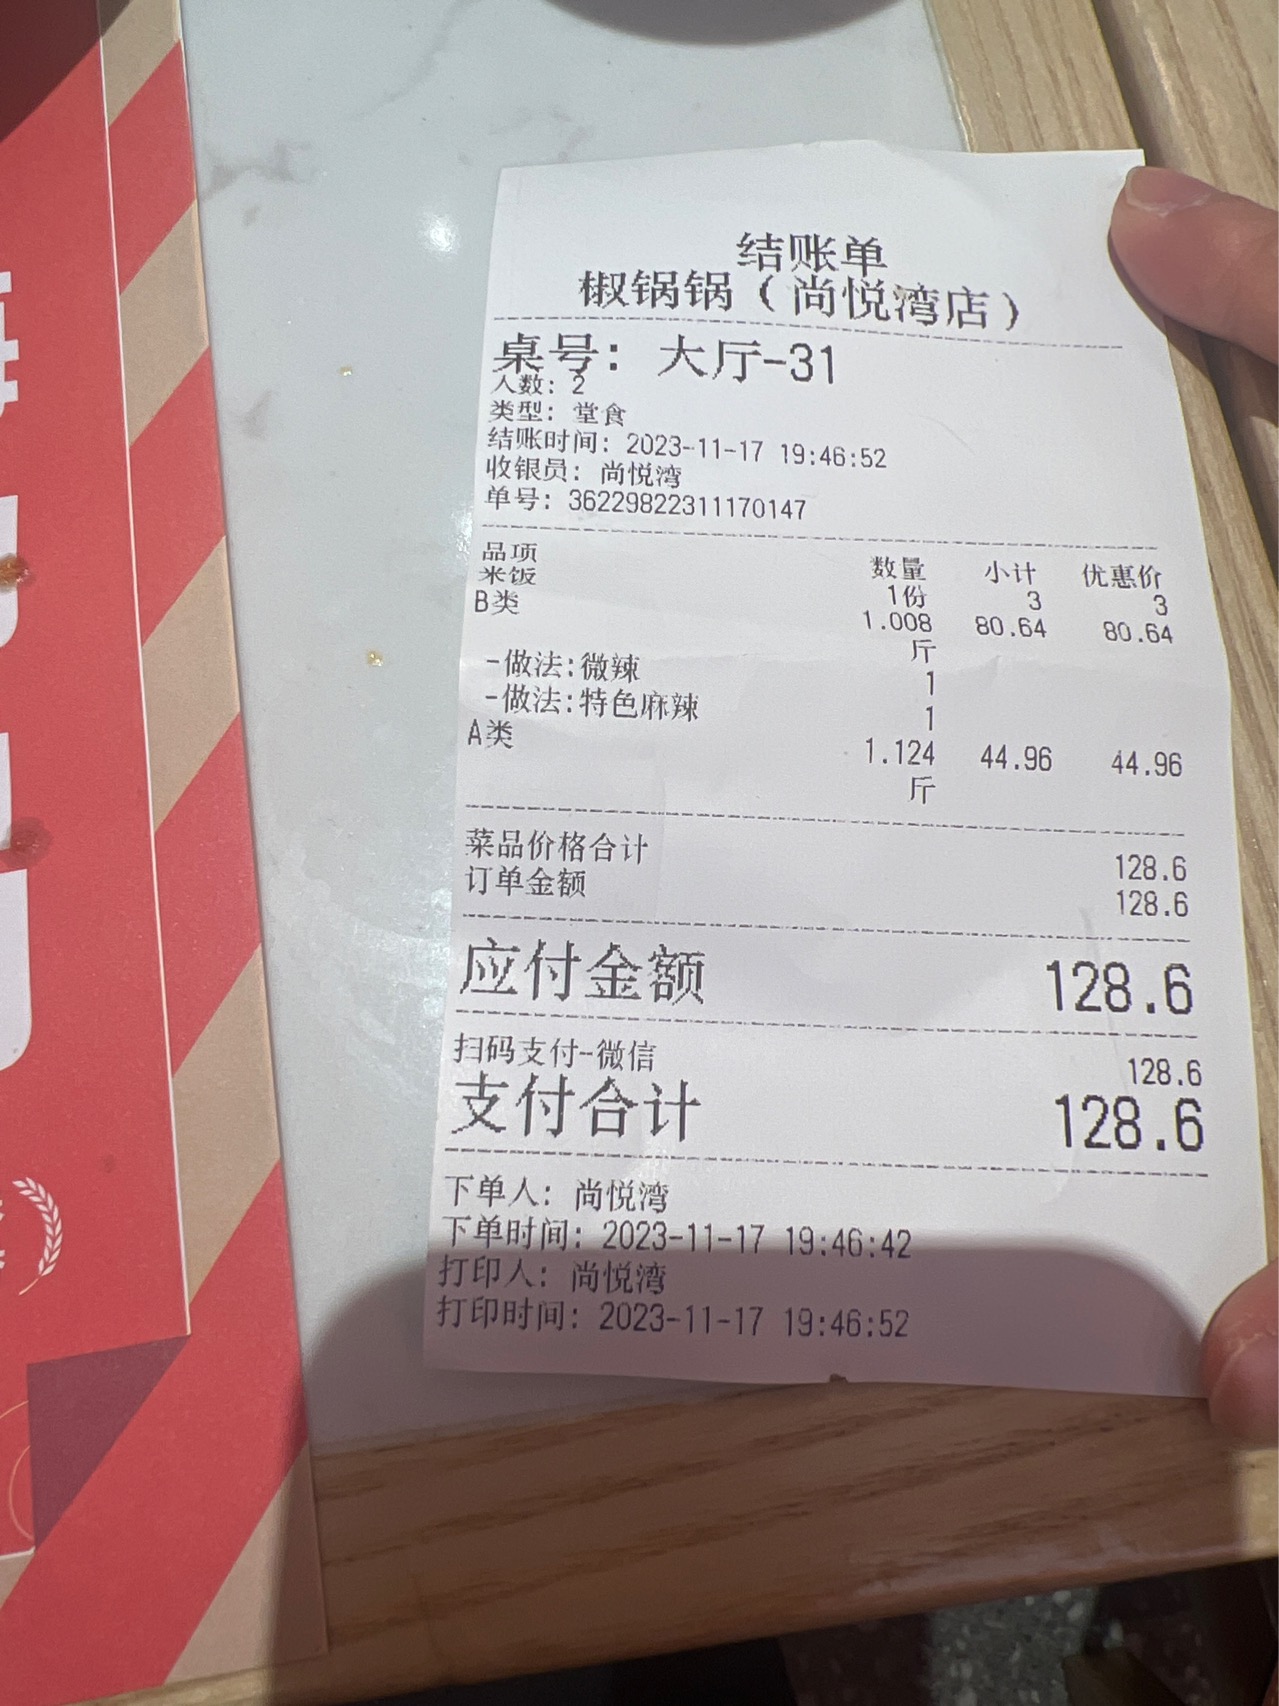 结账单
椒锅锅（尚悦湾店）
桌号：大厅-31
人数：2
类型：堂食
结账时间：2023-11-17 19:46:52
收银员：尚悦湾
单号：36229822311170147
品项 数量 小计 优惠价
米饭 1份 3 3
B类 1.008 80.64 80.64
斤
-做法:微辣 1
-做法:特色麻辣 1
A类 1.124 44.96 44.96
斤
菜品价格合计 128.6
订单金额 128.6
应付金额 128.6
扫码支付-微信 128.6
支付合计 128.6
下单人：尚悦湾
下单时间：2023-11-17 19:46:42
打印人：尚悦湾
打印时间：2023-11-17 19:46:52